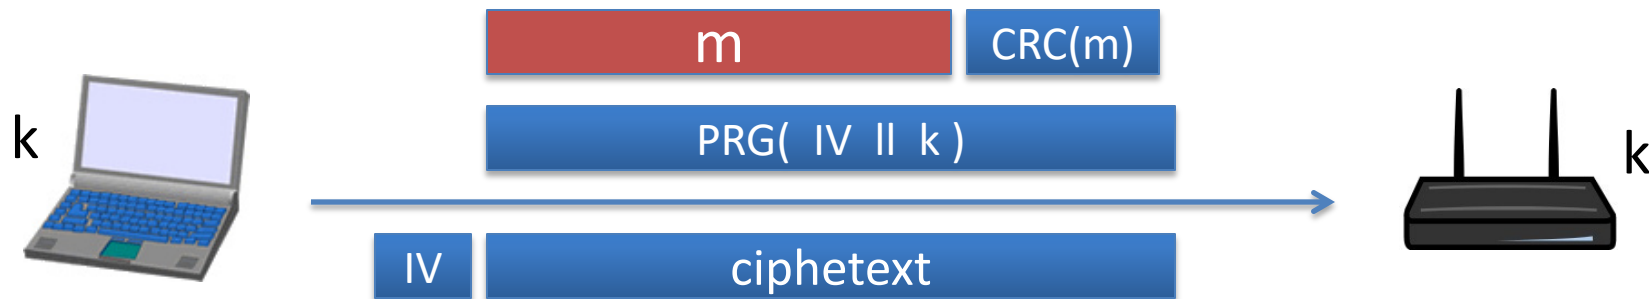 m CRC(m)
k PRG( IV ll k ) k
IV ciphetext